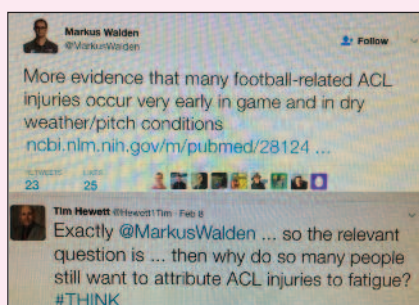 Markus Walden
@MarkusWalden
Follow
More evidence that many football-related ACL
injuries occur very early in game and in dry
weather/pitch conditions
ncbi.nlm.nih.gov/m/pubmed/28124 ...
23 25
Tim Hewett @Hewett1Tim · Feb 8
Exactly @MarkusWalden ... so the relevant
question is ... then why do so many people
still want to attribute ACL injuries to fatigue?
#THINK